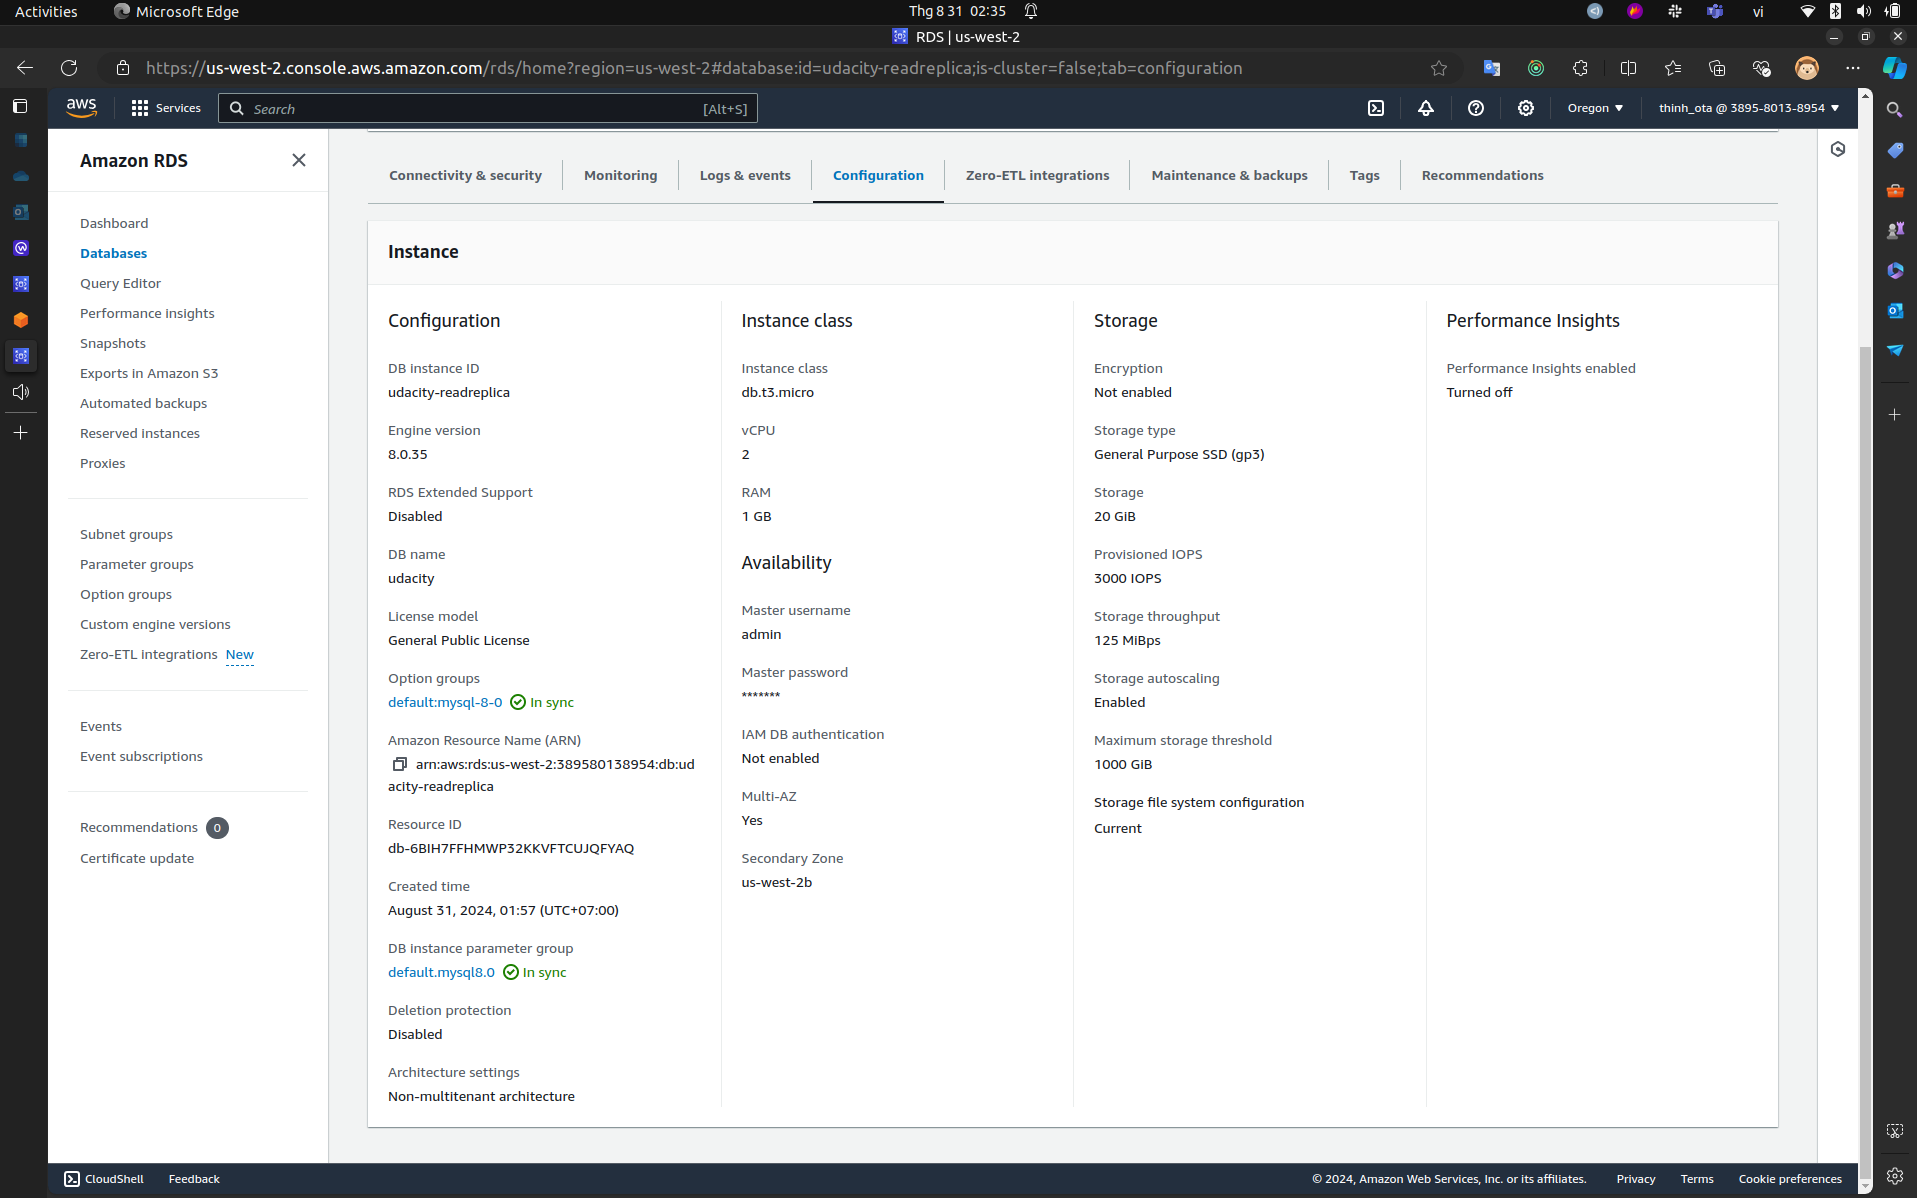 Activities
Microsoft Edge
Thg 8 31 02:35
vi
RDS | us-west-2
https://us-west-2.console.aws.amazon.com/rds/home?region=us-west-2#database:id=udacity-readreplica;is-cluster=false;tab=configuration
aws
Services
Search
[Alt+S]
Oregon
thinh_ota @ 3895-8013-8954
Amazon RDS
Dashboard
Databases
Query Editor
Performance insights
Snapshots
Exports in Amazon S3
Automated backups
Reserved instances
Proxies
Subnet groups
Parameter groups
Option groups
Custom engine versions
Zero-ETL integrations New
Events
Event subscriptions
Recommendations 0
Certificate update
Connectivity & security
Monitoring
Logs & events
Configuration
Zero-ETL integrations
Maintenance & backups
Tags
Recommendations
Instance
Configuration
DB instance ID
udacity-readreplica
Engine version
8.0.35
RDS Extended Support
Disabled
DB name
udacity
License model
General Public License
Option groups
default:mysql-8-0 In sync
Amazon Resource Name (ARN)
arn:aws:rds:us-west-2:389580138954:db:ud
acity-readreplica
Resource ID
db-6BIH7FFHMWP32KKVFTCUJQFYAQ
Created time
August 31, 2024, 01:57 (UTC+07:00)
DB instance parameter group
default.mysql8.0 In sync
Deletion protection
Disabled
Architecture settings
Non-multitenant architecture
Instance class
Instance class
db.t3.micro
vCPU
2
RAM
1 GB
Availability
Master username
admin
Master password
*******
IAM DB authentication
Not enabled
Multi-AZ
Yes
Secondary Zone
us-west-2b
Storage
Encryption
Not enabled
Storage type
General Purpose SSD (gp3)
Storage
20 GiB
Provisioned IOPS
3000 IOPS
Storage throughput
125 MiBps
Storage autoscaling
Enabled
Maximum storage threshold
1000 GiB
Storage file system configuration
Current
Performance Insights
Performance Insights enabled
Turned off
CloudShell
Feedback
© 2024, Amazon Web Services, Inc. or its affiliates.
Privacy
Terms
Cookie preferences